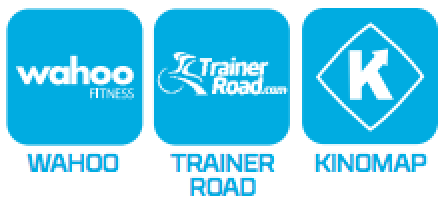 wahoo
FITNESS
Trainer
Road.com
K
WAHOO
TRAINER
ROAD
KINOMAP